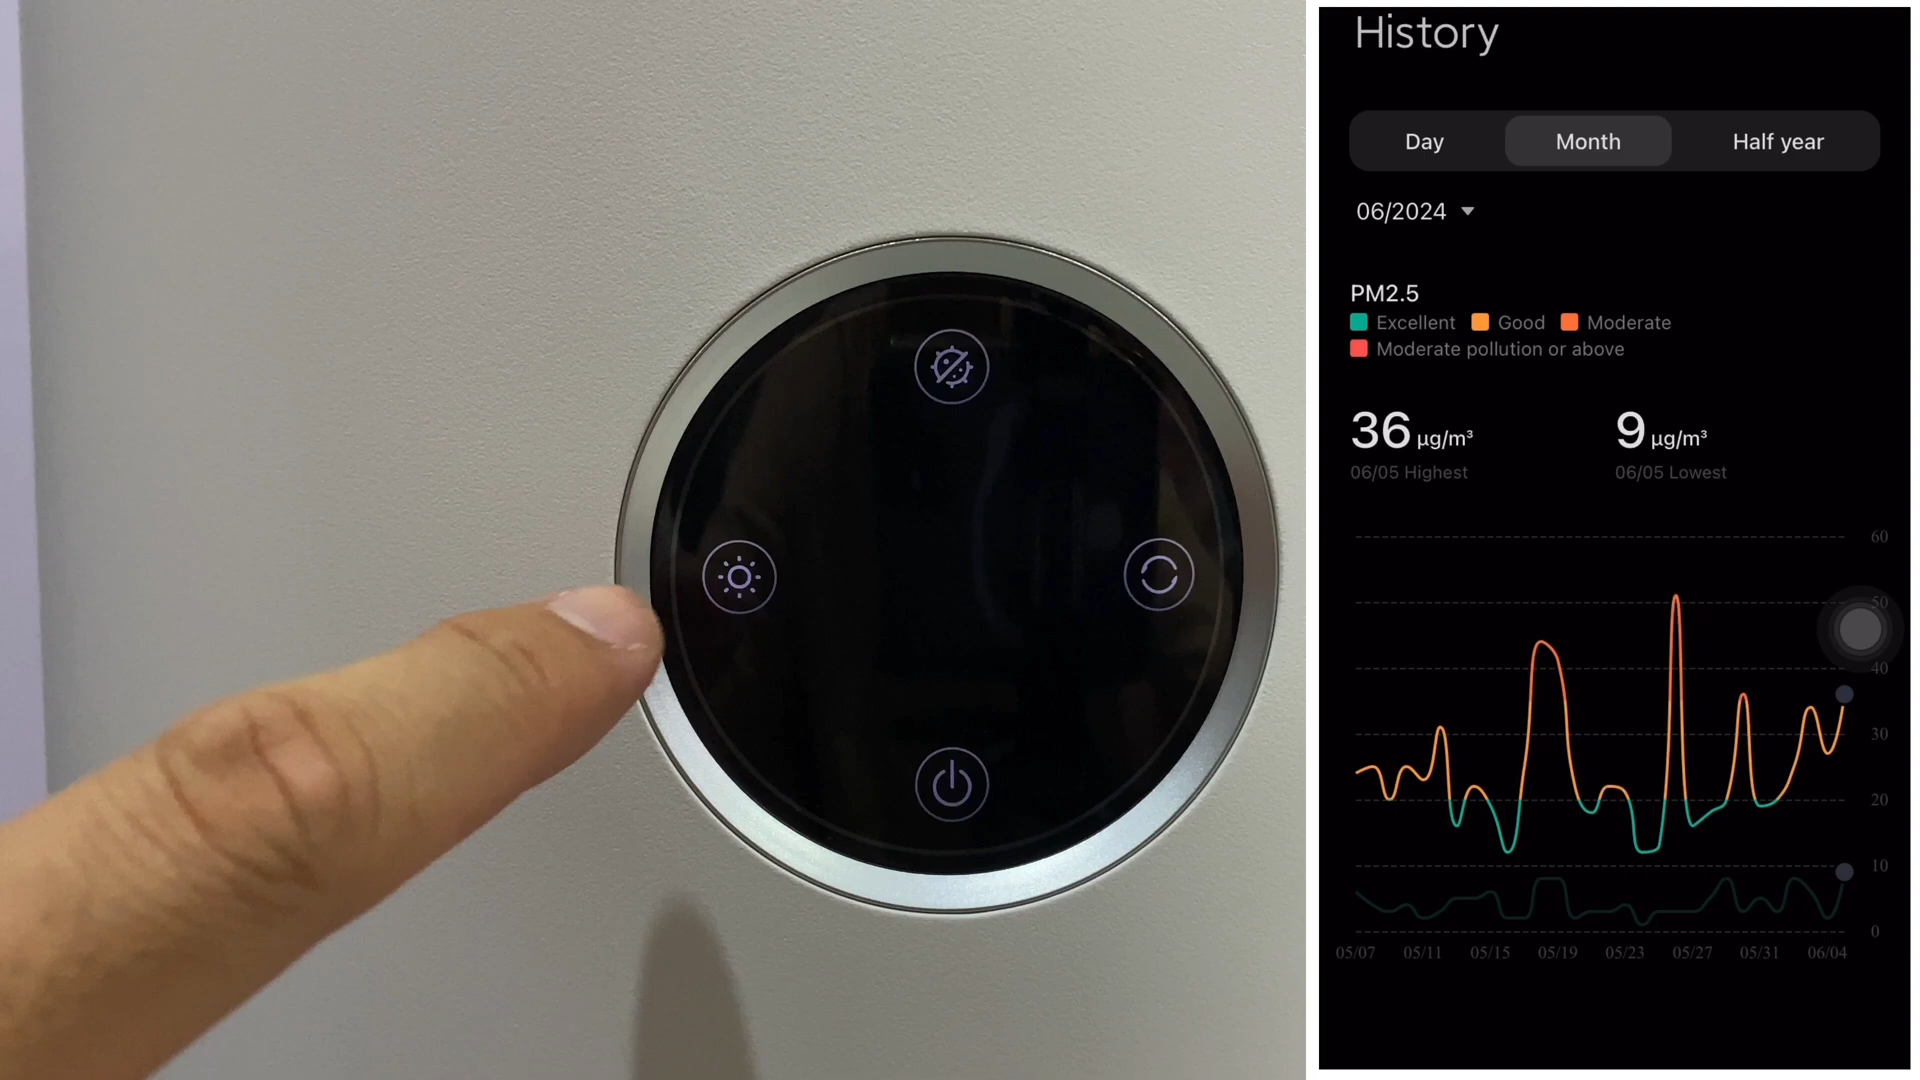 History
Day Month Half year
06/2024
PM2.5
Excellent Good Moderate
Moderate pollution or above
36 µg/m³ 9 µg/m³
06/05 Highest 06/05 Lowest
60
50
40
30
20
10
0
05/07 05/11 05/15 05/19 05/23 05/27 05/31 06/04